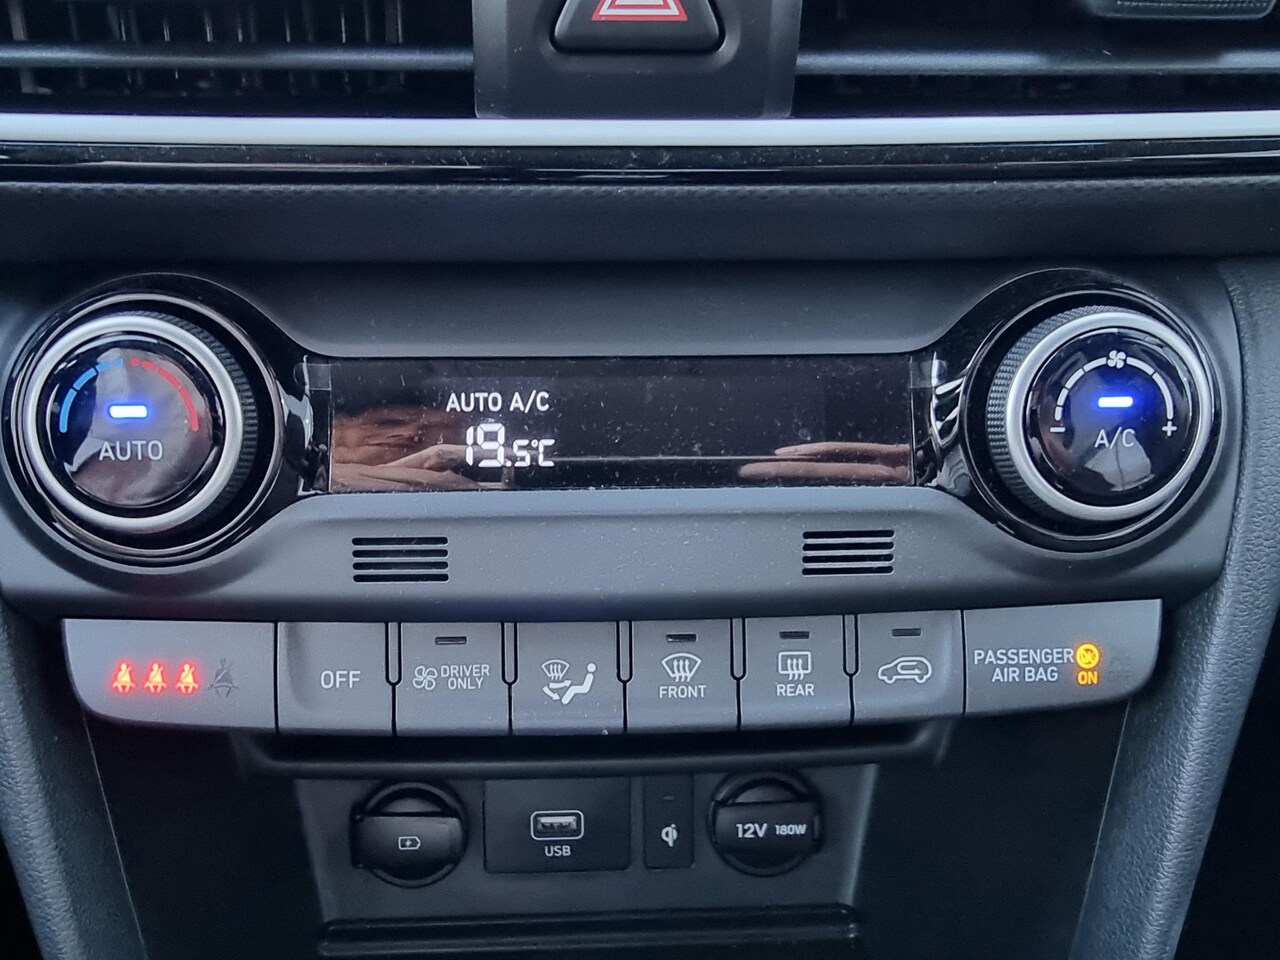 AUTO A/C
19.5°C
AUTO
A/C
OFF
DRIVER
ONLY
FRONT
REAR
PASSENGER
AIR BAG
ON
USB
12V 180W